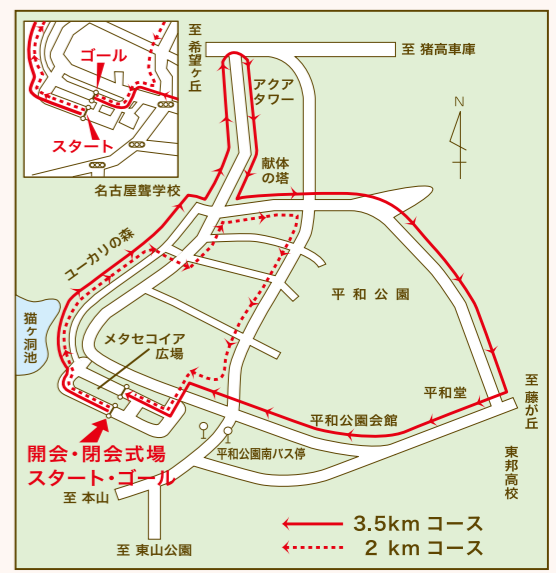 至
希
望
ヶ
丘
至 猪高車庫
ゴール
スタート
アクア
タワー
N
献体
の塔
名古屋聾学校
ユーカリの森
平和公園
猫
ヶ
洞
池
メタセコイア
広場
至
藤
が
丘
平和堂
平和公園会館
開会・閉会式場
スタート・ゴール
平和公園南バス停
東
邦
高
校
至 本山
至 東山公園
3.5km コース
2 km コース